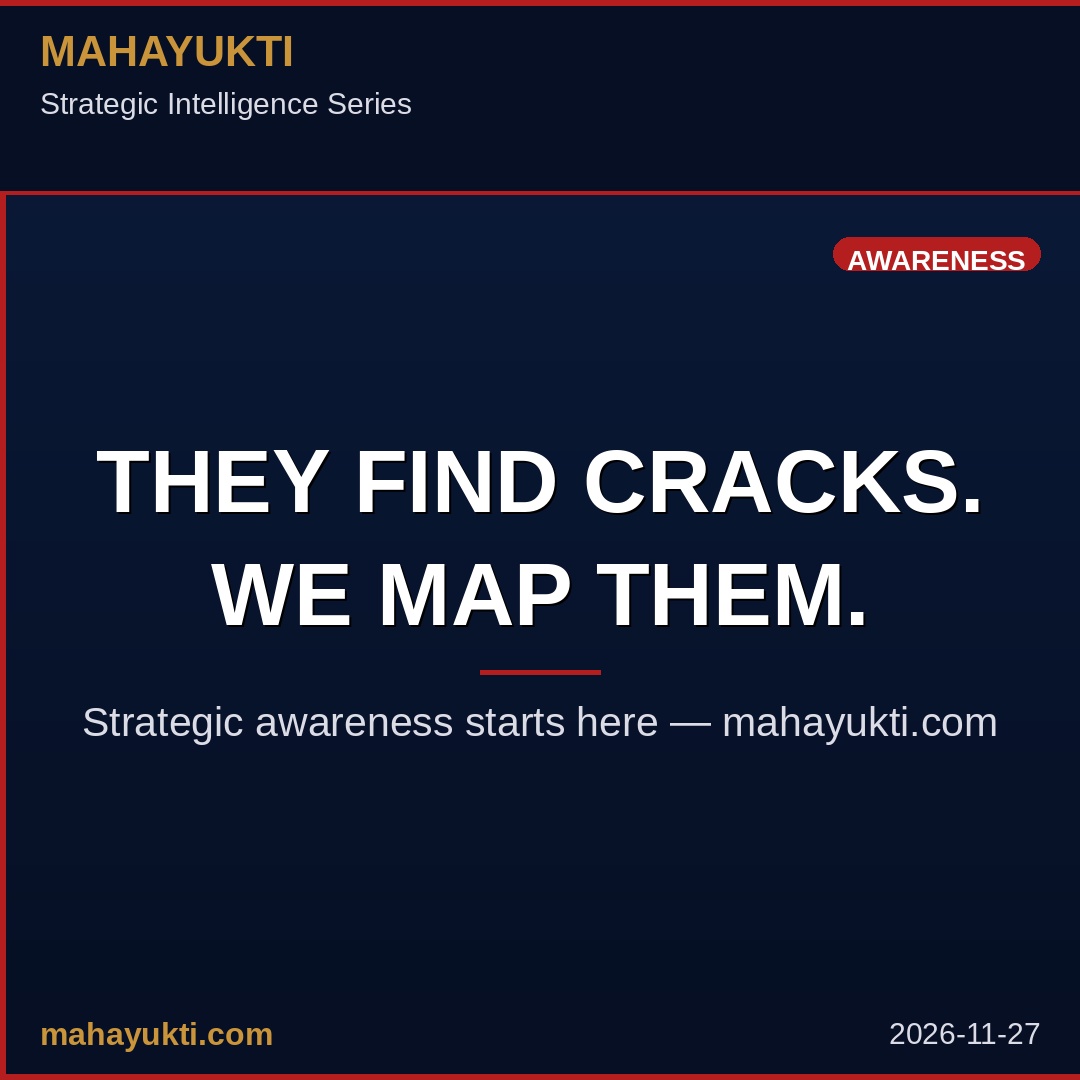 MAHAYUKTI
Strategic Intelligence Series
AWARENESS
THEY FIND CRACKS.
WE MAP THEM.
Strategic awareness starts here — mahayukti.com
mahayukti.com
2026-11-27